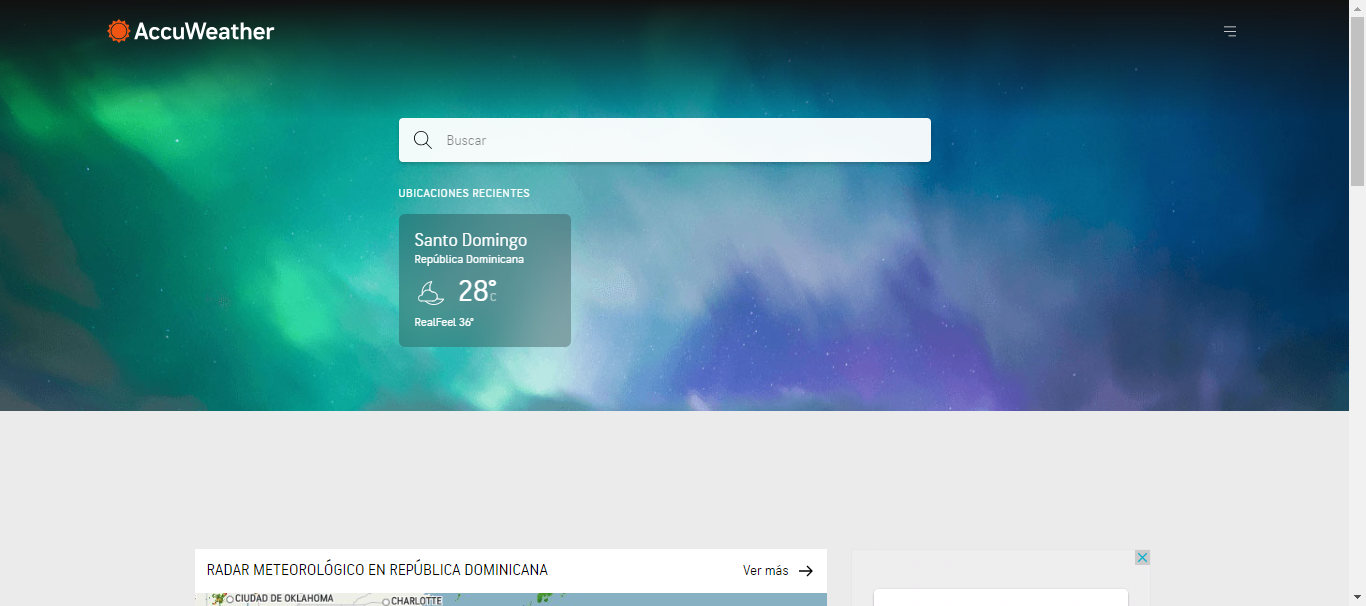 AccuWeather
Buscar
UBICACIONES RECIENTES
Santo Domingo
República Dominicana
28°C
RealFeel 36°
RADAR METEOROLÓGICO EN REPÚBLICA DOMINICANA
Ver más
CIUDAD DE OKLAHOMA
CHARLOTTE